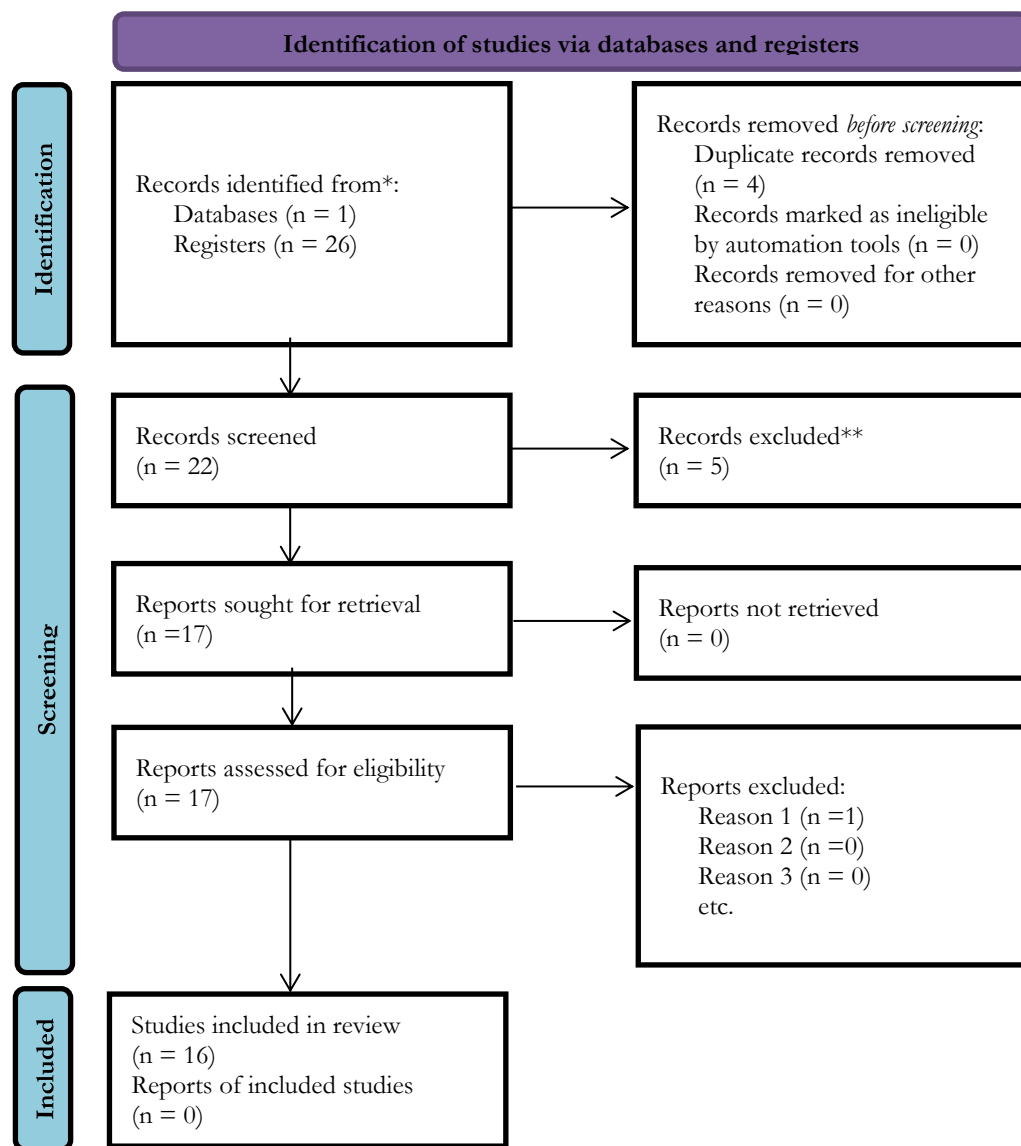 Identification of studies via databases and registers
Identification
Records identified from*:
Databases (n = 1)
Registers (n = 26)
Records removed before screening:
Duplicate records removed
(n = 4)
Records marked as ineligible
by automation tools (n = 0)
Records removed for other
reasons (n = 0)
Screening
Records screened
(n = 22)
Records excluded**
(n = 5)
Reports sought for retrieval
(n =17)
Reports not retrieved
(n = 0)
Reports assessed for eligibility
(n = 17)
Reports excluded:
Reason 1 (n =1)
Reason 2 (n =0)
Reason 3 (n = 0)
etc.
Included
Studies included in review
(n = 16)
Reports of included studies
(n = 0)